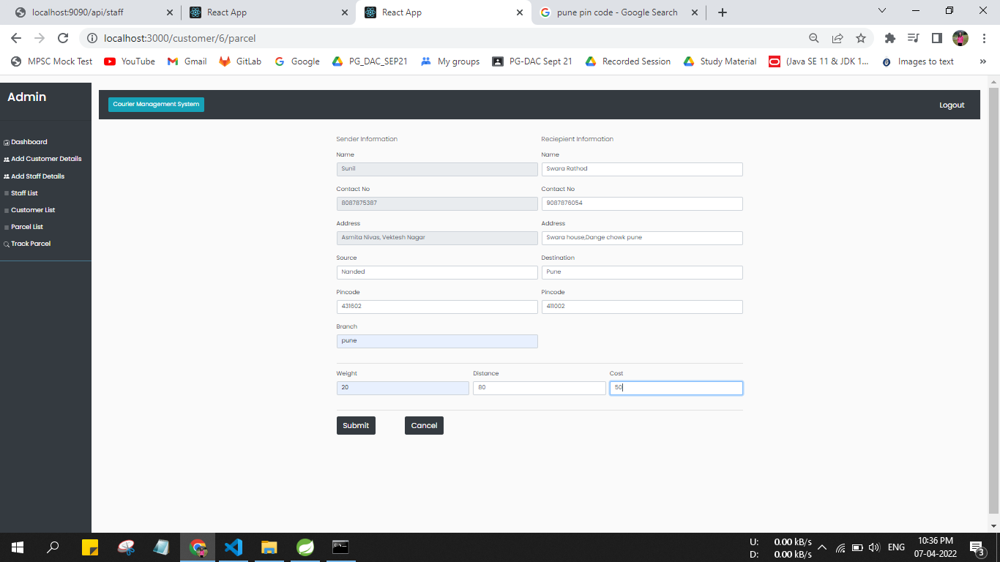 localhost:9090/api/staff
React App
React App
pune pin code - Google Search
localhost:3000/customer/6/parcel
MPSC Mock Test
YouTube
Gmail
GitLab
Google
PG_DAC_SEP21
My groups
PG-DAC Sept 21
Recorded Session
Study Material
(Java SE 11 & JDK 1...
Images to text
»
Admin
Courier Management System
Logout
Dashboard
Add Customer Details
Add Staff Details
Staff List
Customer List
Parcel List
Track Parcel
Sender Information
Reciepient Information
Name
Name
Sunil
Swara Rathod
Contact No
Contact No
8087875387
9087876054
Address
Address
Asmita Nivas, Vektesh Nagar
Swara house,Dange chowk pune
Source
Destination
Nanded
Pune
Pincode
Pincode
431602
411002
Branch
pune
Weight
Distance
Cost
20
80
50
Submit
Cancel
U: 0.00 kB/s
D: 0.00 kB/s
ENG
10:36 PM
07-04-2022
3